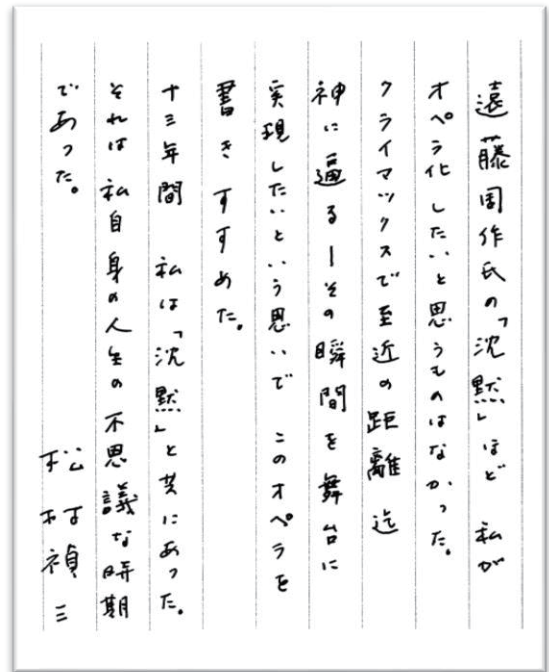 遠藤周作氏の「沈黙」ほど 私が
オペラ化したいと思うものはなかった。
クライマックスで至近の距離迄
神に逼るーその瞬間を舞台に
実現したいという思いで このオペラを
書きすすめた。
十三年間 私は「沈黙」と共にあった。
それは 私自身の人生の不思議な時期
であった。
松村禎三